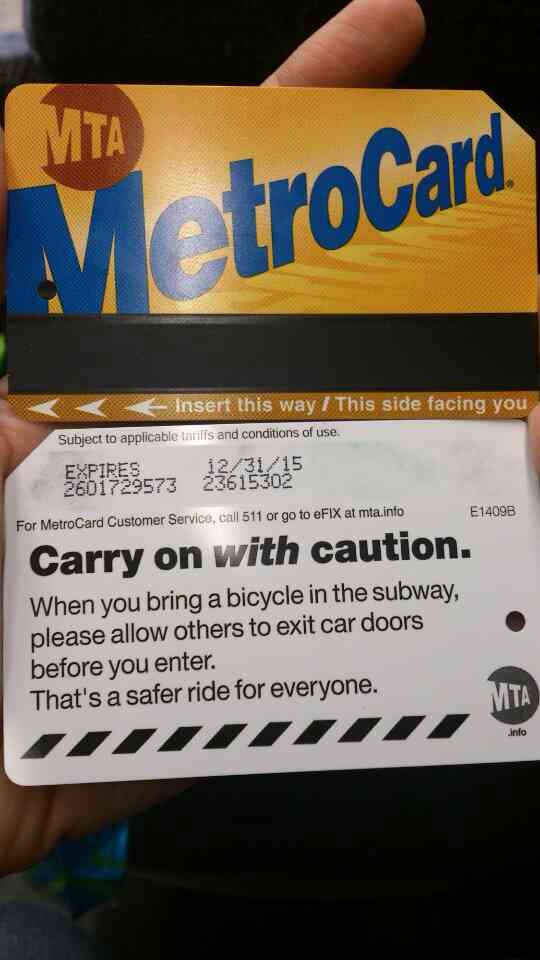 MTA
MetroCard
Insert this way / This side facing you
Subject to applicable tariffs and conditions of use.
EXPIRES 12/31/15
2601729573 23615302
For MetroCard Customer Service, call 511 or go to eFIX at mta.info E1409B
Carry on with caution.
When you bring a bicycle in the subway,
please allow others to exit car doors
before you enter.
That's a safer ride for everyone.
MTA
.info